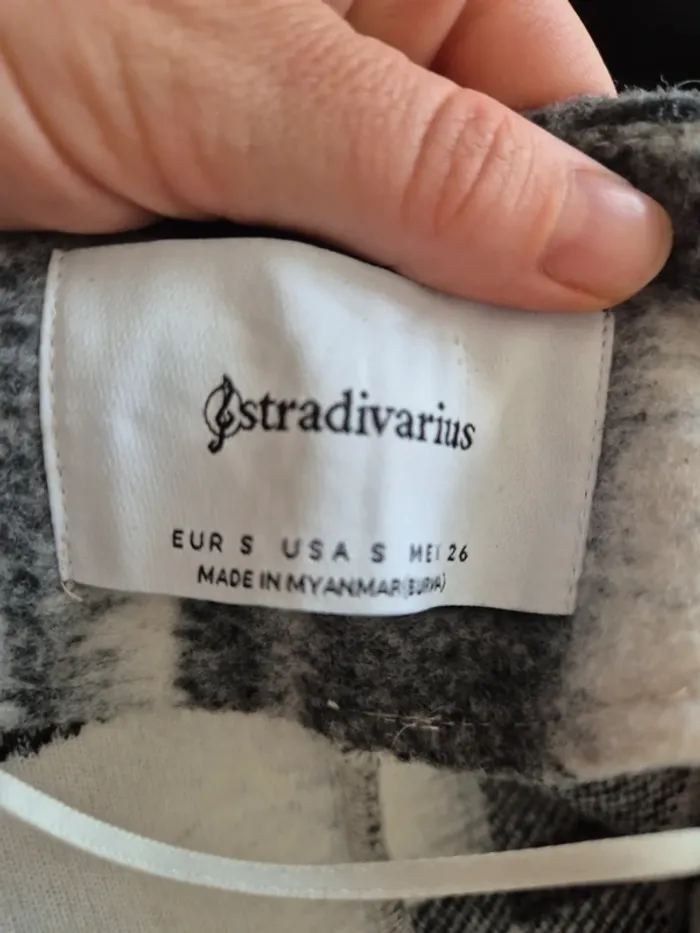 stradivarius
EUR S USA S MEX 26
MADE IN MYANMAR (BURMA)